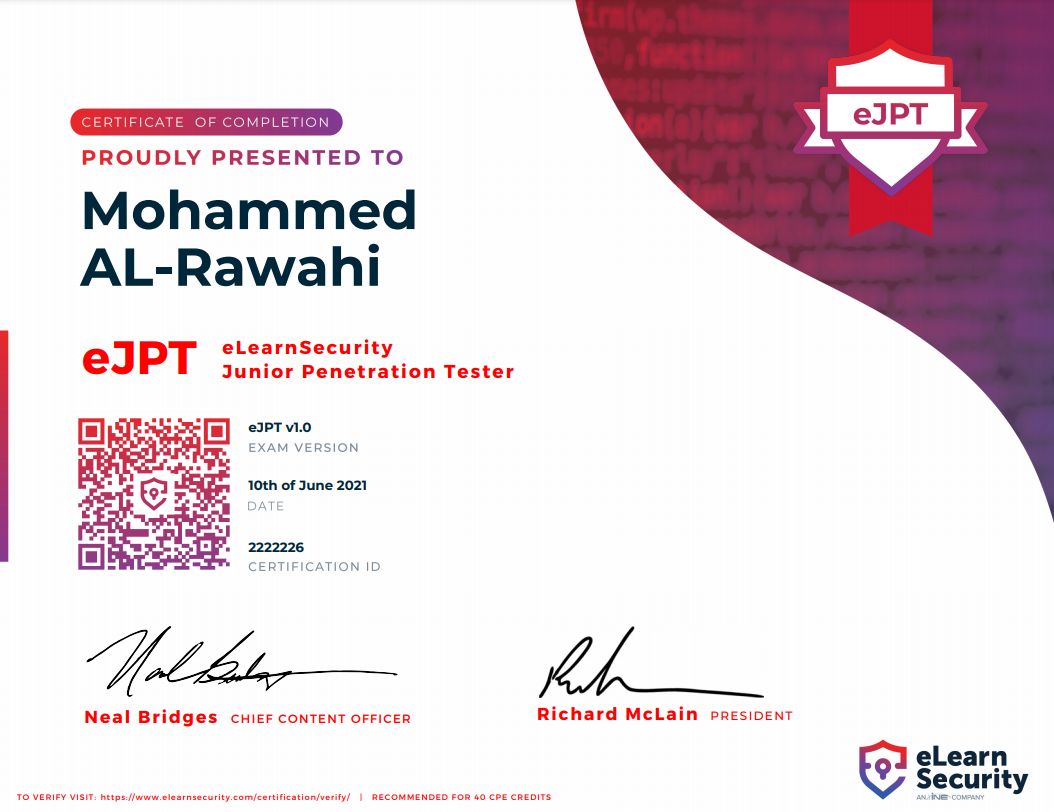 eJPT
CERTIFICATE OF COMPLETION
PROUDLY PRESENTED TO
Mohammed
AL-Rawahi
eJPT
eLearnSecurity
Junior Penetration Tester
eJPT v1.0
EXAM VERSION
10th of June 2021
DATE
2222226
CERTIFICATION ID
Neal Bridges CHIEF CONTENT OFFICER
Richard McLain PRESIDENT
eLearn
Security
AN INE COMPANY
TO VERIFY VISIT: https://www.elearnsecurity.com/certification/verify/ | RECOMMENDED FOR 40 CPE CREDITS